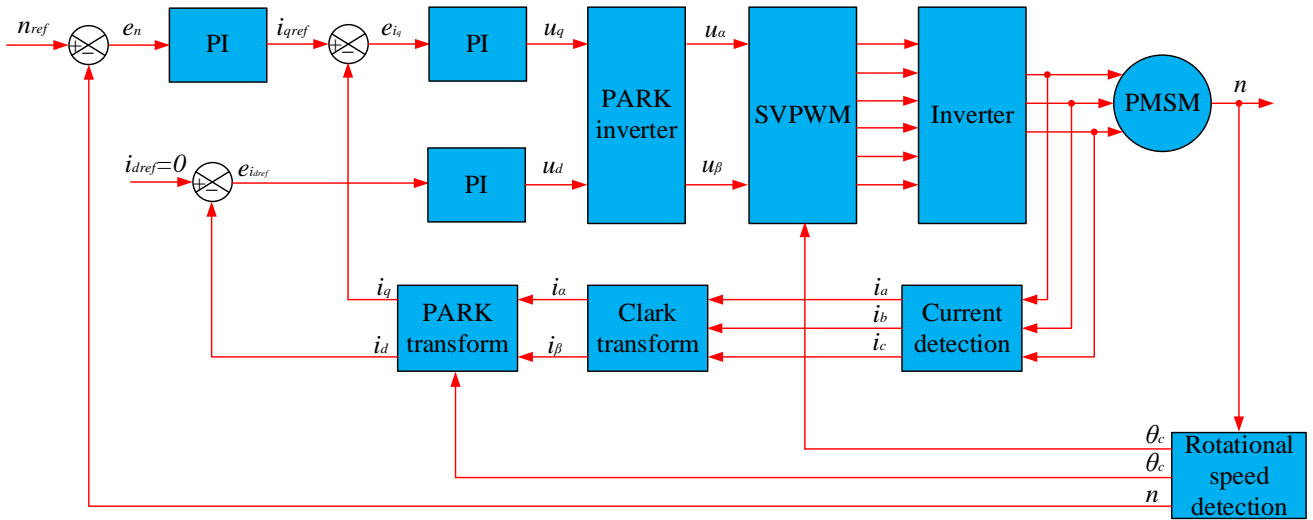 n_ref
e_n
PI
i_qref
e_iq
PI
u_q
PARK
inverter
u_α
SVPWM
Inverter
PMSM
n
+
−
+
−
i_dref=0
e_idref
PI
u_d
u_β
+
−
i_q
PARK
transform
i_α
Clark
transform
i_a
i_b
i_c
Current
detection
i_d
i_β
θ_c
θ_c
n
Rotational
speed
detection